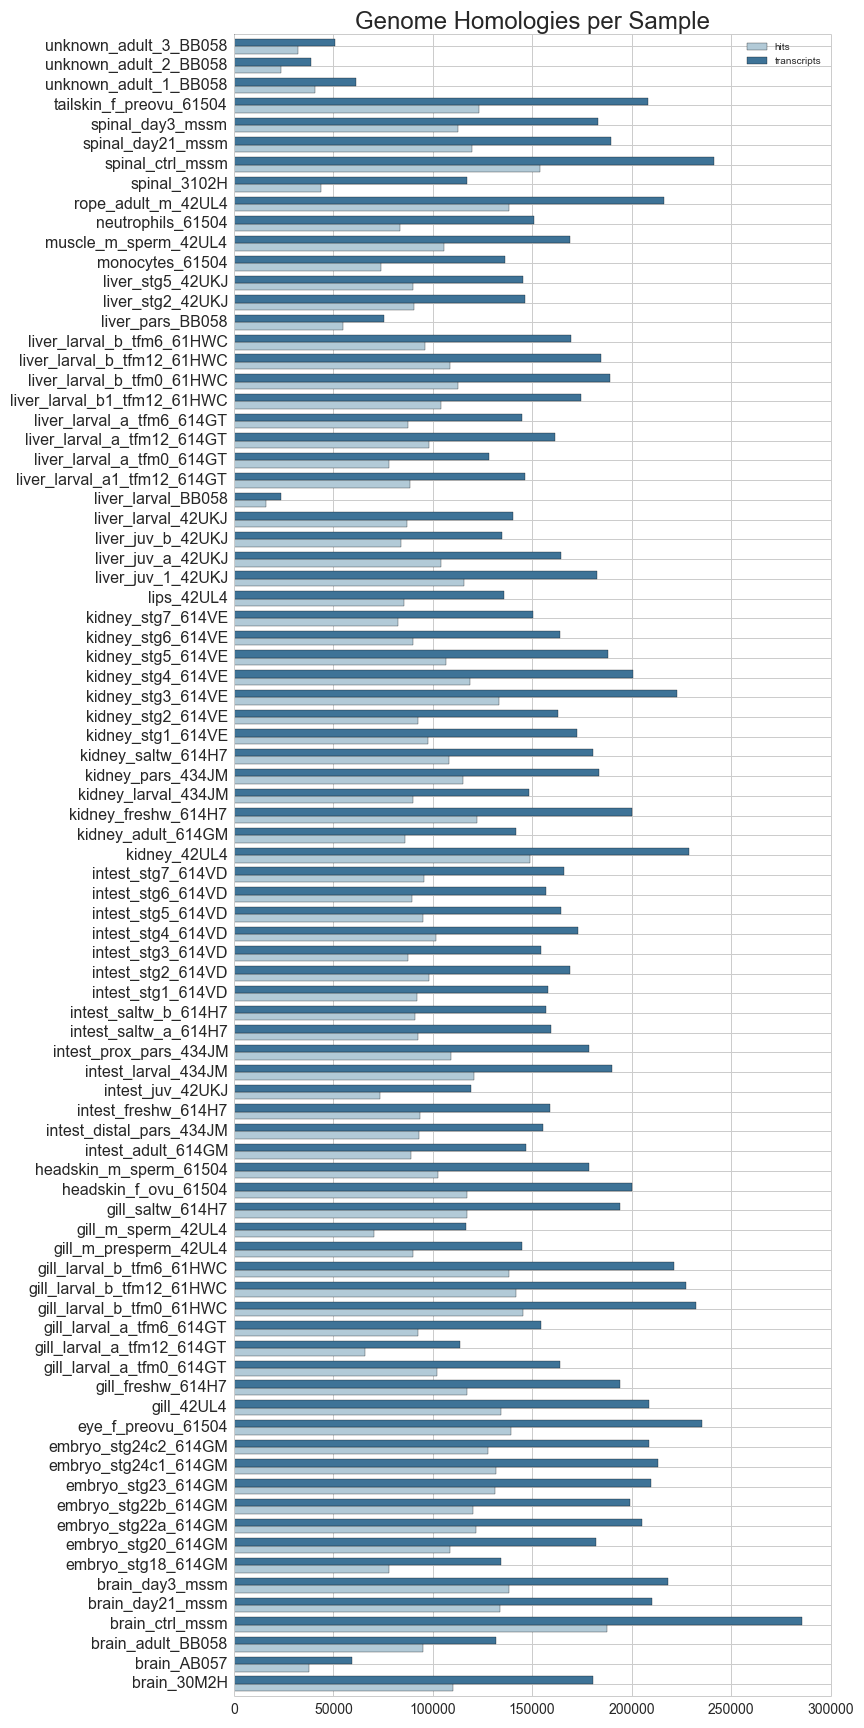 Genome Homologies per Sample
hits
transcripts
unknown_adult_3_BB058
unknown_adult_2_BB058
unknown_adult_1_BB058
tailskin_f_preovu_61504
spinal_day3_mssm
spinal_day21_mssm
spinal_ctrl_mssm
spinal_3102H
rope_adult_m_42UL4
neutrophils_61504
muscle_m_sperm_42UL4
monocytes_61504
liver_stg5_42UKJ
liver_stg2_42UKJ
liver_pars_BB058
liver_larval_b_tfm6_61HWC
liver_larval_b_tfm12_61HWC
liver_larval_b_tfm0_61HWC
liver_larval_b1_tfm12_61HWC
liver_larval_a_tfm6_614GT
liver_larval_a_tfm12_614GT
liver_larval_a_tfm0_614GT
liver_larval_a1_tfm12_614GT
liver_larval_BB058
liver_larval_42UKJ
liver_juv_b_42UKJ
liver_juv_a_42UKJ
liver_juv_1_42UKJ
lips_42UL4
kidney_stg7_614VE
kidney_stg6_614VE
kidney_stg5_614VE
kidney_stg4_614VE
kidney_stg3_614VE
kidney_stg2_614VE
kidney_stg1_614VE
kidney_saltw_614H7
kidney_pars_434JM
kidney_larval_434JM
kidney_freshw_614H7
kidney_adult_614GM
kidney_42UL4
intest_stg7_614VD
intest_stg6_614VD
intest_stg5_614VD
intest_stg4_614VD
intest_stg3_614VD
intest_stg2_614VD
intest_stg1_614VD
intest_saltw_b_614H7
intest_saltw_a_614H7
intest_prox_pars_434JM
intest_larval_434JM
intest_juv_42UKJ
intest_freshw_614H7
intest_distal_pars_434JM
intest_adult_614GM
headskin_m_sperm_61504
headskin_f_ovu_61504
gill_saltw_614H7
gill_m_sperm_42UL4
gill_m_presperm_42UL4
gill_larval_b_tfm6_61HWC
gill_larval_b_tfm12_61HWC
gill_larval_b_tfm0_61HWC
gill_larval_a_tfm6_614GT
gill_larval_a_tfm12_614GT
gill_larval_a_tfm0_614GT
gill_freshw_614H7
gill_42UL4
eye_f_preovu_61504
embryo_stg24c2_614GM
embryo_stg24c1_614GM
embryo_stg23_614GM
embryo_stg22b_614GM
embryo_stg22a_614GM
embryo_stg20_614GM
embryo_stg18_614GM
brain_day3_mssm
brain_day21_mssm
brain_ctrl_mssm
brain_adult_BB058
brain_AB057
brain_30M2H
0 50000 100000 150000 200000 250000 300000